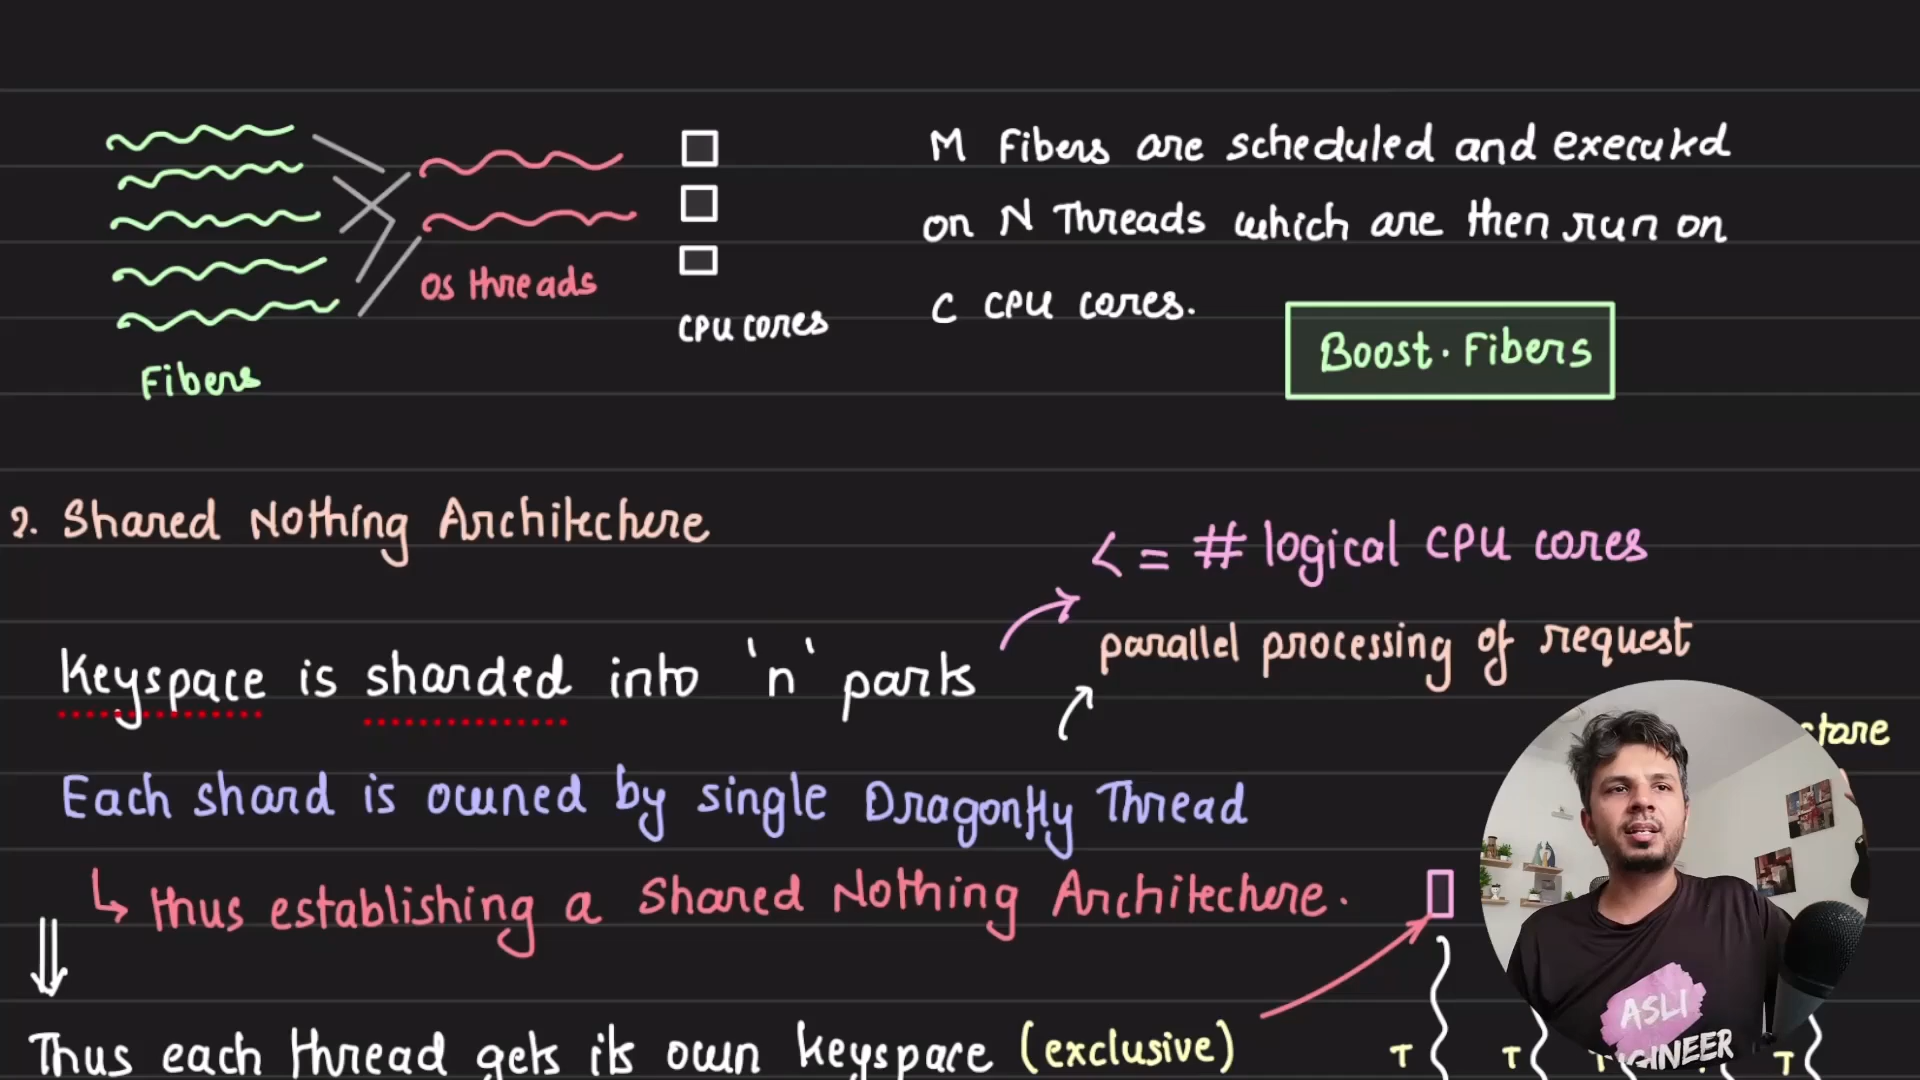 M Fibers are scheduled and executed
on N Threads which are then run on
C CPU cores.
OS threads
CPU cores
Boost. Fibers
Fibers
2. Shared Nothing Architecture
<= # logical CPU cores
parallel processing of request
Keyspace is sharded into 'n' parts
Each shard is owned by single Dragonfly Thread
↳ thus establishing a Shared Nothing Architecture.
Thus each thread gets its own keyspace (exclusive)
T T T T
ASLI
ENGINEER